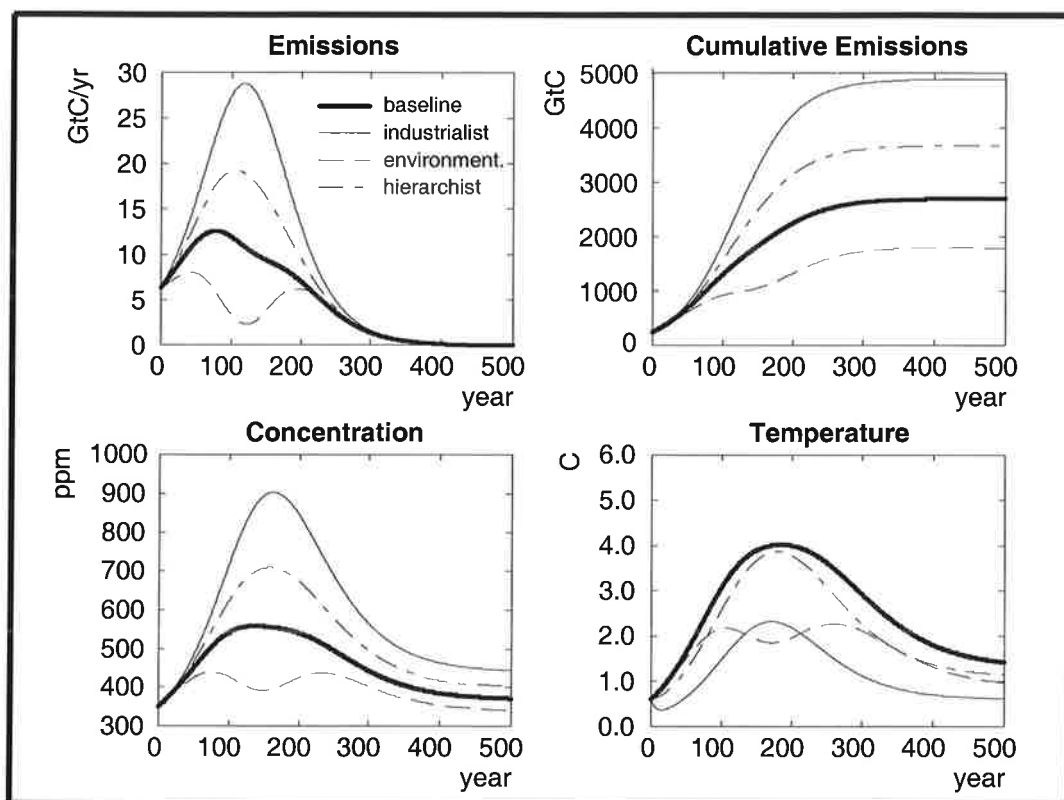 Emissions
GtC/yr
30
25
20
15
10
5
0
baseline
industrialist
environment.
hierarchist
0 100 200 300 400 500
year
Cumulative Emissions
GtC
5000
4000
3000
2000
1000
0
0 100 200 300 400 500
year
Concentration
ppm
1000
900
800
700
600
500
400
300
0 100 200 300 400 500
year
Temperature
C
6.0
5.0
4.0
3.0
2.0
1.0
0.0
0 100 200 300 400 500
year